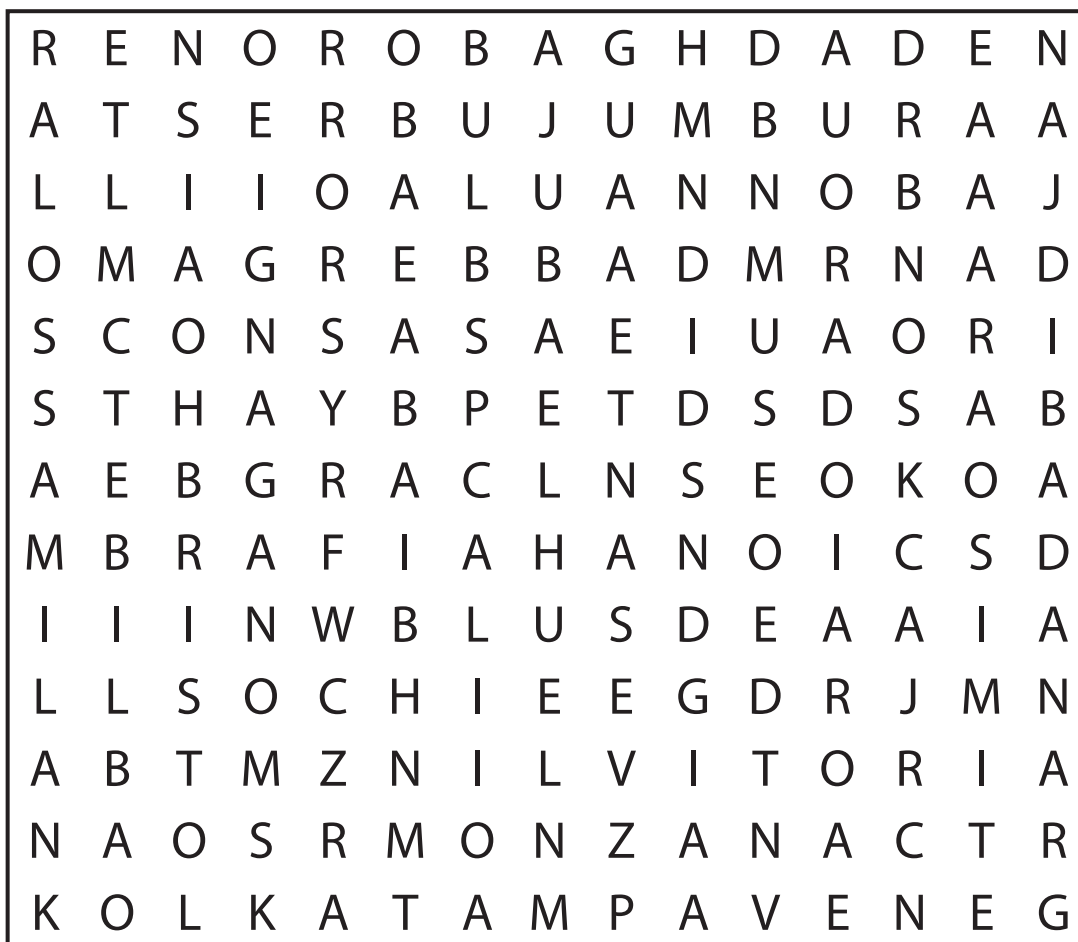 R E N O R O B A G H D A D E N
A T S E R B U J U M B U R A A
L L I I O A L U A N N O B A J
O M A G R E B B A D M R N A D
S C O N S A S A E I U A O R I
S T H A Y B P E T D S D S A B
A E B G R A C L N S E O K O A
M B R A F I A H A N O I C S D
I I I N W B L U S D E A A I A
L L S O C H I E E G D R J M N
A B T M Z N I L V I T O R I A
N A O S R M O N Z A N A C T R
K O L K A T A M P A V E N E G